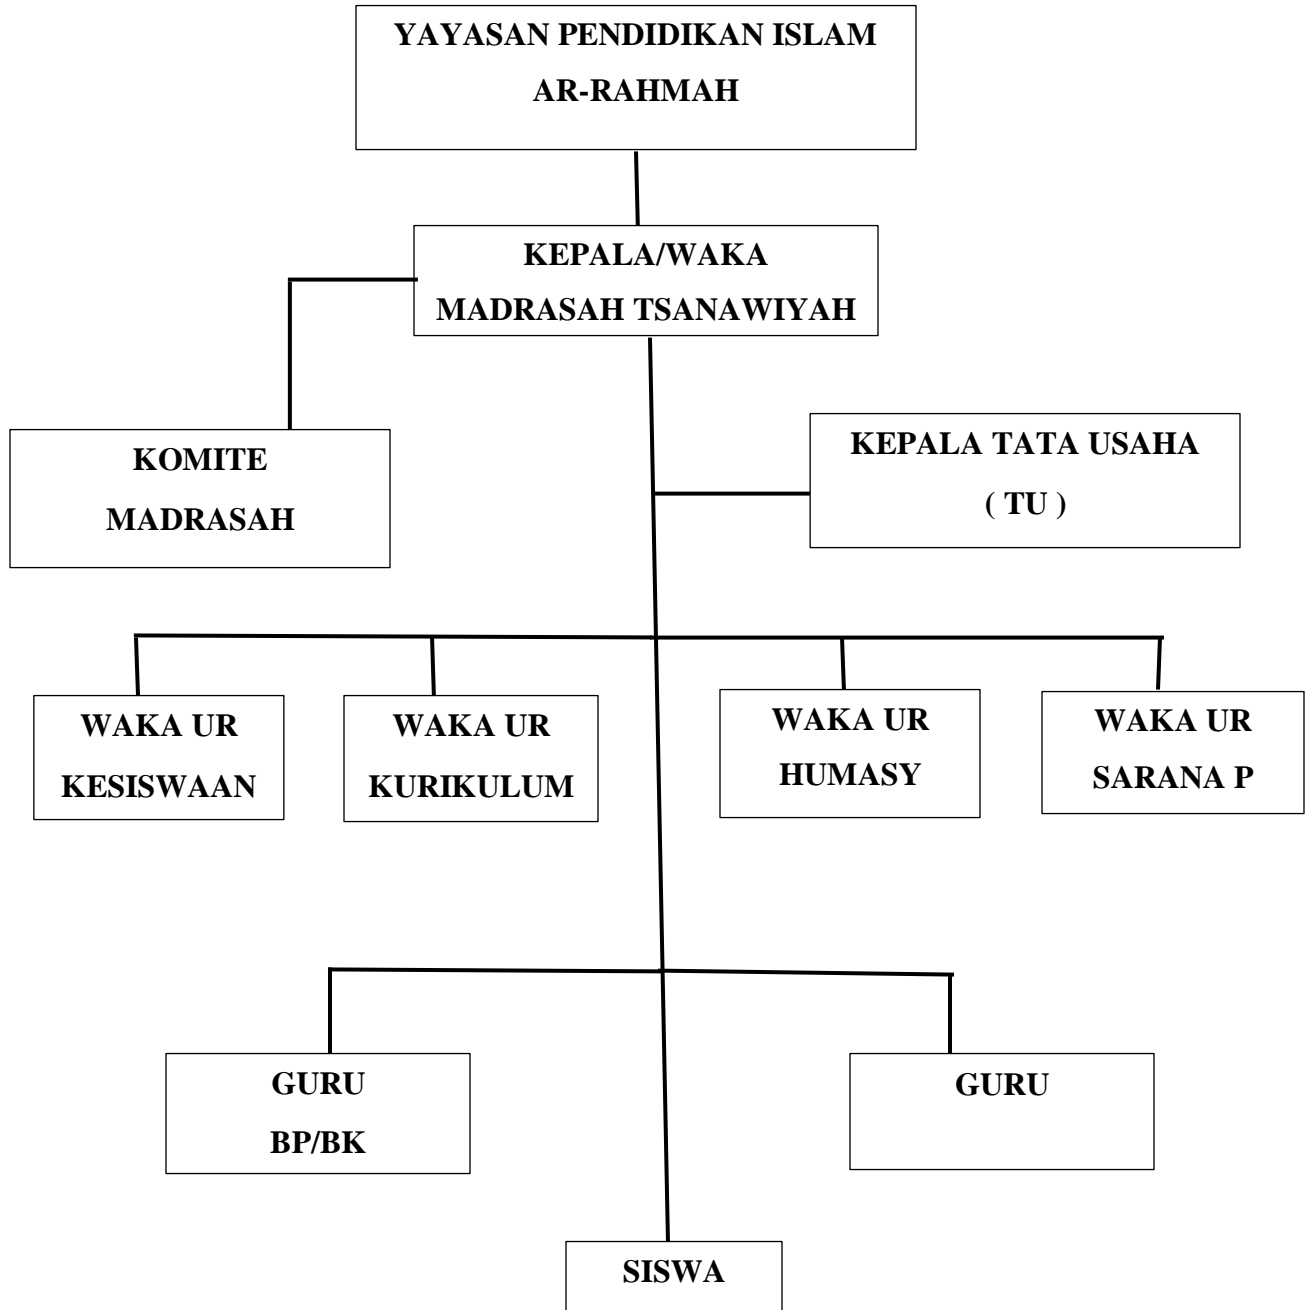 YAYASAN PENDIDIKAN ISLAM
AR-RAHMAH
KEPALA/WAKA
MADRASAH TSANAWIYAH
KOMITE
MADRASAH
KEPALA TATA USAHA
( TU )
WAKA UR
KESISWAAN
WAKA UR
KURIKULUM
WAKA UR
HUMASY
WAKA UR
SARANA P
GURU
BP/BK
GURU
SISWA